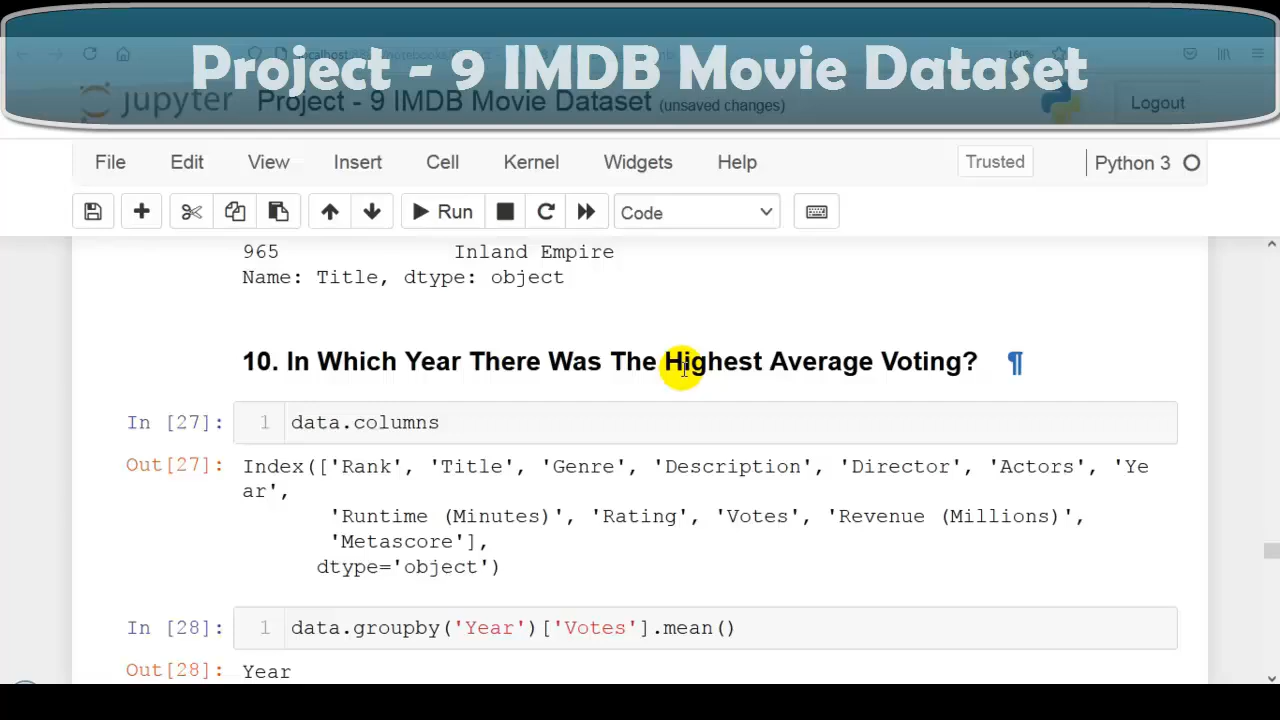 Project - 9 IMDB Movie Dataset
jupyter Project - 9 IMDB Movie Dataset (unsaved changes)
Logout
File Edit View Insert Cell Kernel Widgets Help Trusted Python 3
Run Code
965 Inland Empire
Name: Title, dtype: object
10. In Which Year There Was The Highest Average Voting? ¶
In [27]: 1 data.columns
Out[27]: Index(['Rank', 'Title', 'Genre', 'Description', 'Director', 'Actors', 'Ye
ar',
'Runtime (Minutes)', 'Rating', 'Votes', 'Revenue (Millions)',
'Metascore'],
dtype='object')
In [28]: 1 data.groupby('Year')['Votes'].mean()
Out[28]: Year